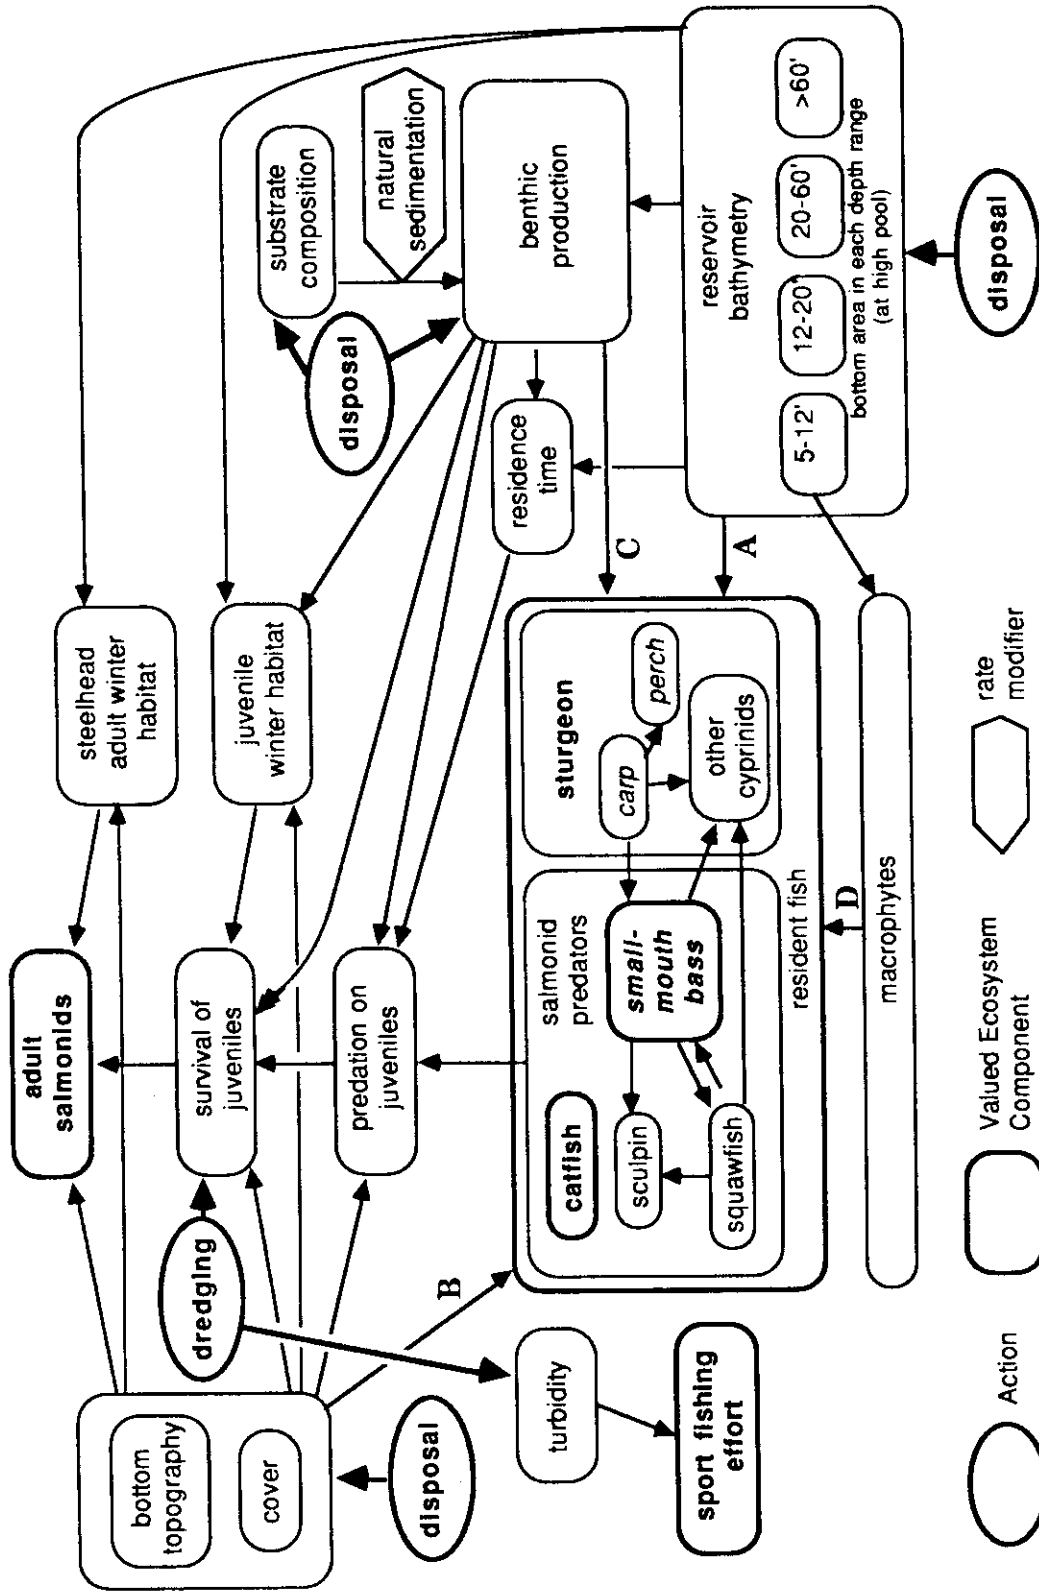 bottom
topography
cover
disposal
dredging
adult
salmonids
survival of
juveniles
predation on
juveniles
steelhead
adult winter
habitat
juvenile
winter habitat
substrate
composition
natural
sedimentation
disposal
benthic
production
residence
time
turbidity
sport fishing
effort
B
salmonid
predators
catfish
small-
mouth
bass
sculpin
squawfish
sturgeon
carp
perch
other
cyprinids
resident fish
C
A
D
macrophytes
reservoir
bathymetry
5-12'
12-20'
20-60'
>60'
bottom area in each depth range
(at high pool)
disposal
Action
Valued Ecosystem
Component
rate
modifier